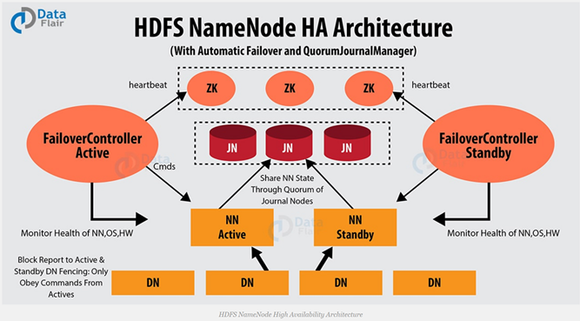 Data
Flair
HDFS NameNode HA Architecture
(With Automatic Failover and QuorumJournalManager)
heartbeat
ZK
ZK
ZK
heartbeat
FailoverController
Active
JN
JN
JN
FailoverController
Standby
Cmds
Share NN State
Through Quorum of
Journal Nodes
Monitor Health of NN,OS,HW
NN
Active
NN
Standby
Monitor Health of NN,OS,HW
Data
Flair
Block Report to Active &
Standby DN Fencing: Only
Obey Commands From
Actives
DN
DN
DN
DN
HDFS NameNode High Availability Architecture